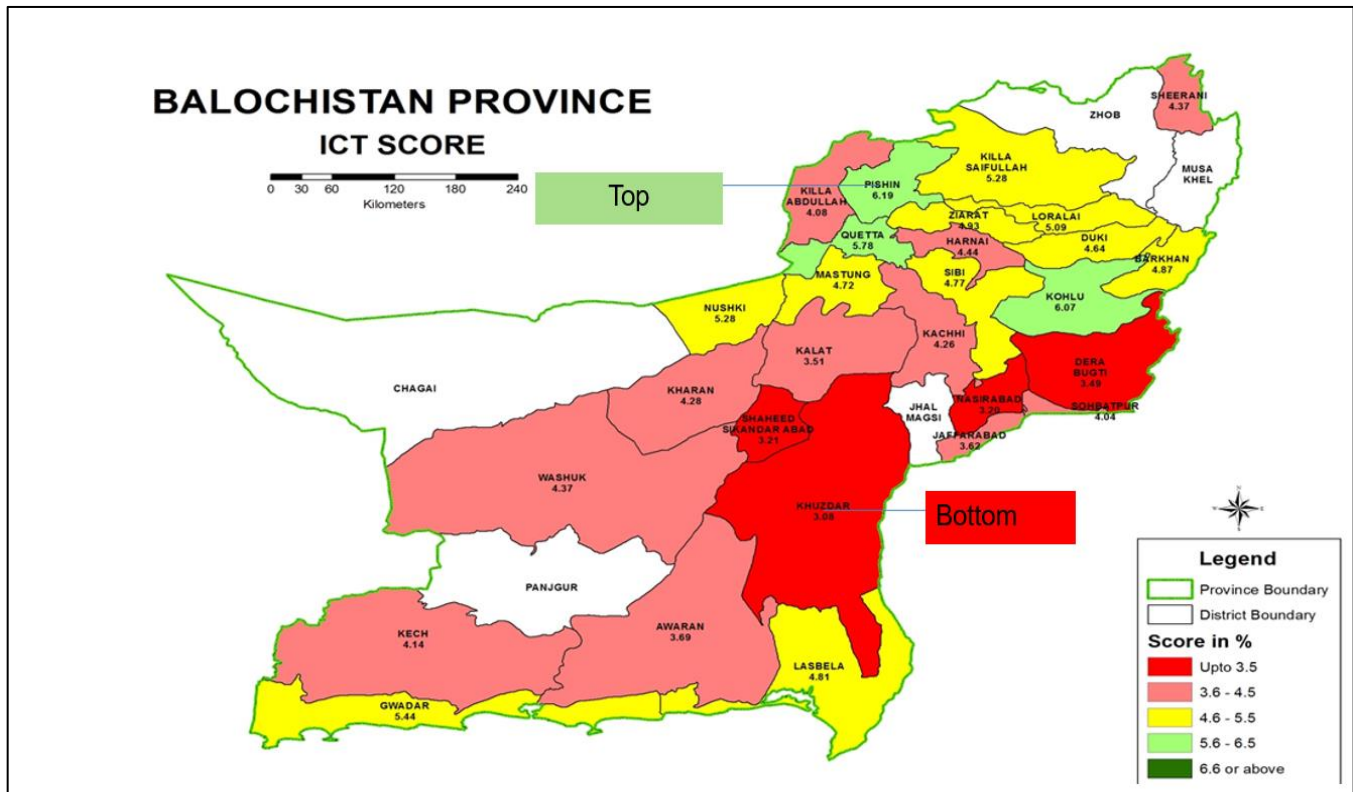 BALOCHISTAN PROVINCE
ICT SCORE
0 30 60 120 180 240
Kilometers
Top
Bottom
SHEERANI
4.37
ZHOB
MUSA
KHEL
KILLA
SAIFULLAH
5.28
PISHIN
6.19
KILLA
ABDULLAH
4.08
ZIARAT
4.93
LORALAI
5.09
QUETTA
5.78
HARNAI
4.44
DUKI
4.64
BARKHAN
4.87
MASTUNG
4.72
SIBI
4.77
KOHLU
6.07
NUSHKI
5.28
KACHHI
4.26
KALAT
3.51
DERA
BUGTI
3.49
CHAGAI
KHARAN
4.28
NASIRABAD
3.20
SOHBATPUR
4.04
JHAL
MAGSI
SHAHEED
SIKANDAR ABAD
3.21
JAFFARABAD
3.62
WASHUK
4.37
KHUZDAR
3.08
PANJGUR
AWARAN
3.69
KECH
4.14
LASBELA
4.81
GWADAR
5.44
N
W E
S
Legend
Province Boundary
District Boundary
Score in %
Upto 3.5
3.6 - 4.5
4.6 - 5.5
5.6 - 6.5
6.6 or above